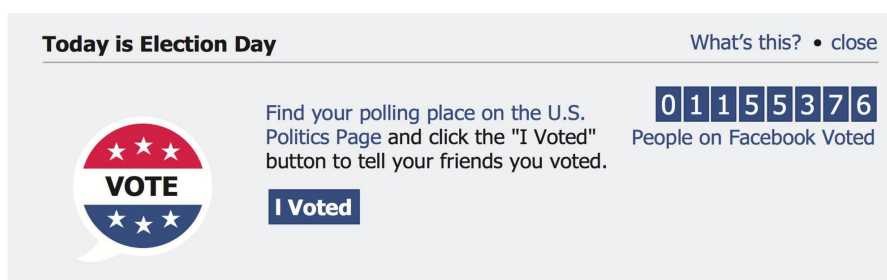 Today is Election Day
What's this? • close
Find your polling place on the U.S.
Politics Page and click the "I Voted"
button to tell your friends you voted.
I Voted
01155376
People on Facebook Voted
VOTE